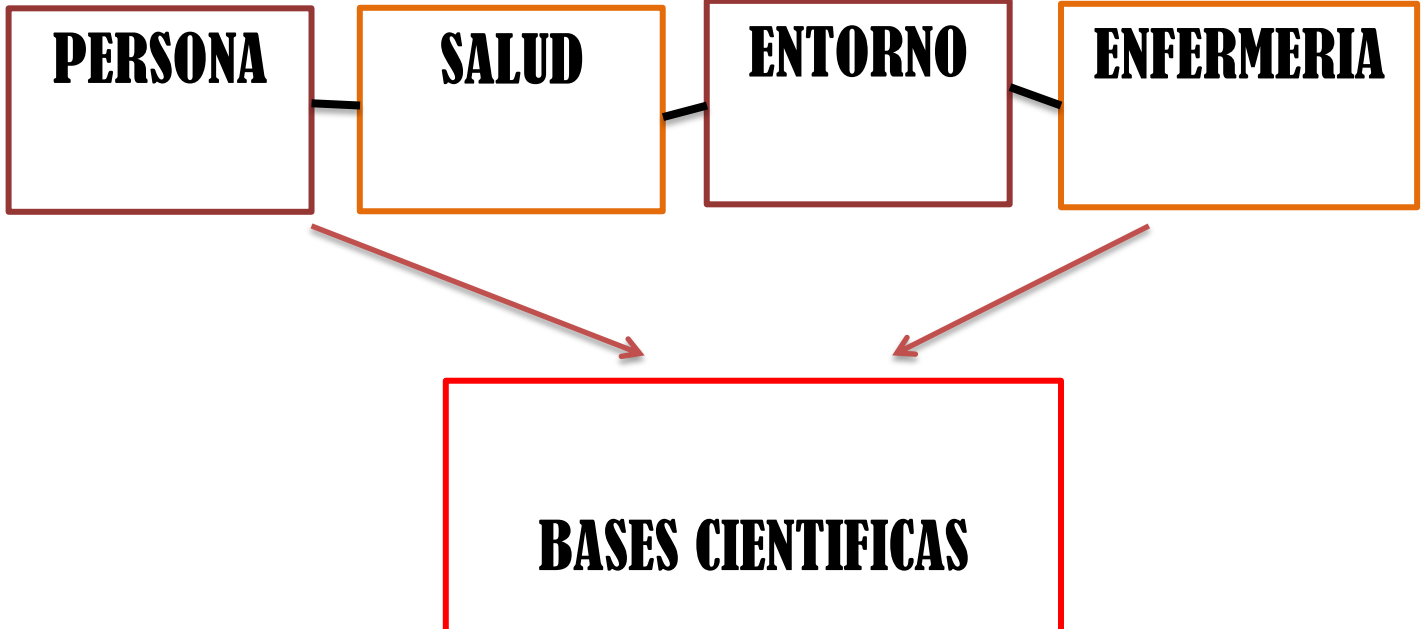 PERSONA
SALUD
ENTORNO
ENFERMERIA
BASES CIENTIFICAS